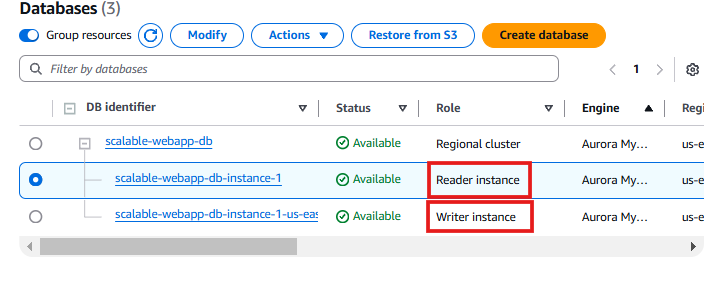 Databases (3)
Group resources Modify Actions Restore from S3 Create database
Filter by databases 1
DB identifier Status Role Engine Regi
scalable-webapp-db Available Regional cluster Aurora My... us-e
scalable-webapp-db-instance-1 Available Reader instance Aurora My... us-e
scalable-webapp-db-instance-1-us-eas Available Writer instance Aurora My... us-e